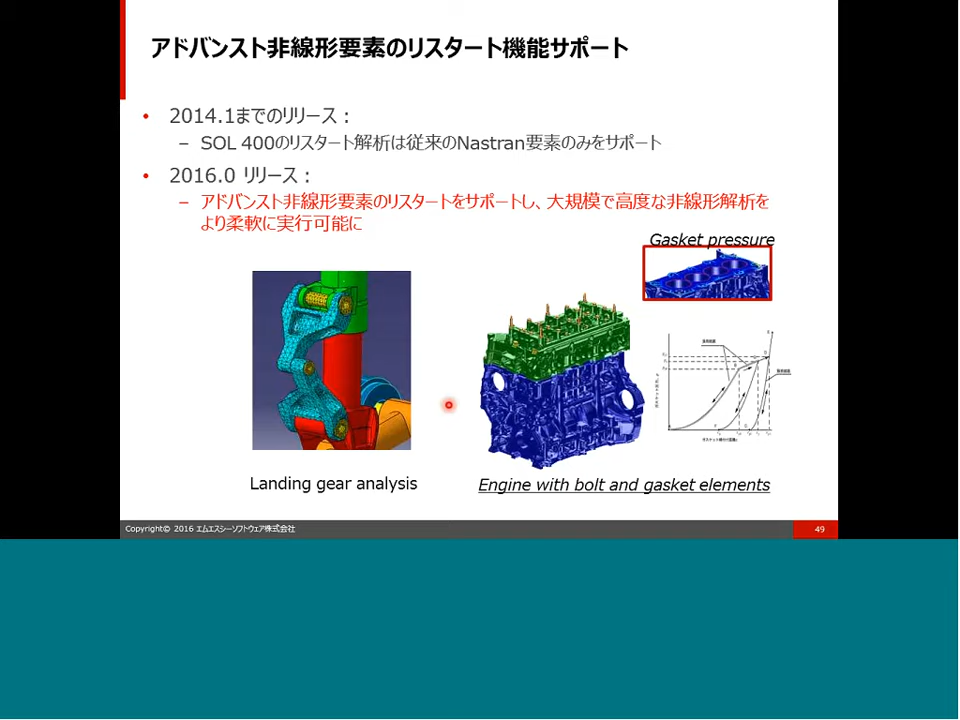 アドバンスト非線形要素のリスタート機能サポート
• 2014.1までのリリース：
– SOL 400のリスタート解析は従来のNastran要素のみをサポート
• 2016.0 リリース：
– アドバンスト非線形要素のリスタートをサポートし、大規模で高度な非線形解析を
より柔軟に実行可能に
Gasket pressure
Landing gear analysis
Engine with bolt and gasket elements
Copyright© 2016 エムエスシーソフトウェア株式会社
49